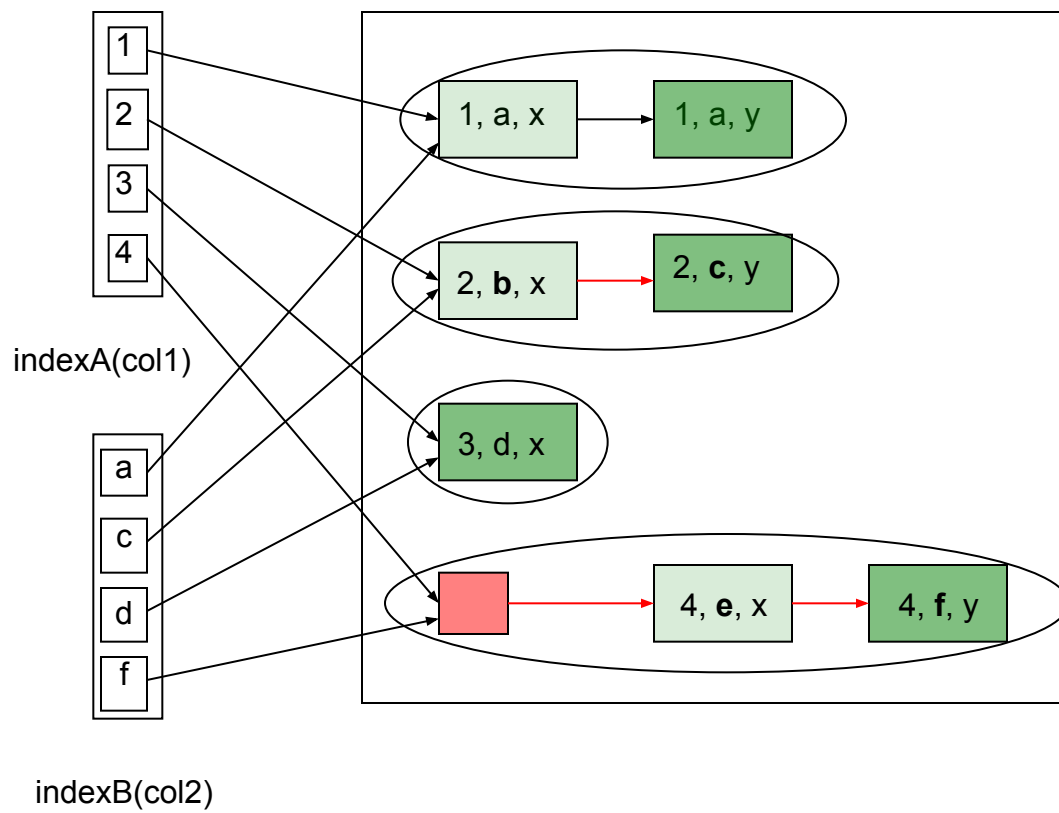 1
2
3
4
indexA(col1)
a
c
d
f
indexB(col2)
1, a, x
1, a, y
2, b, x
2, c, y
3, d, x
4, e, x
4, f, y